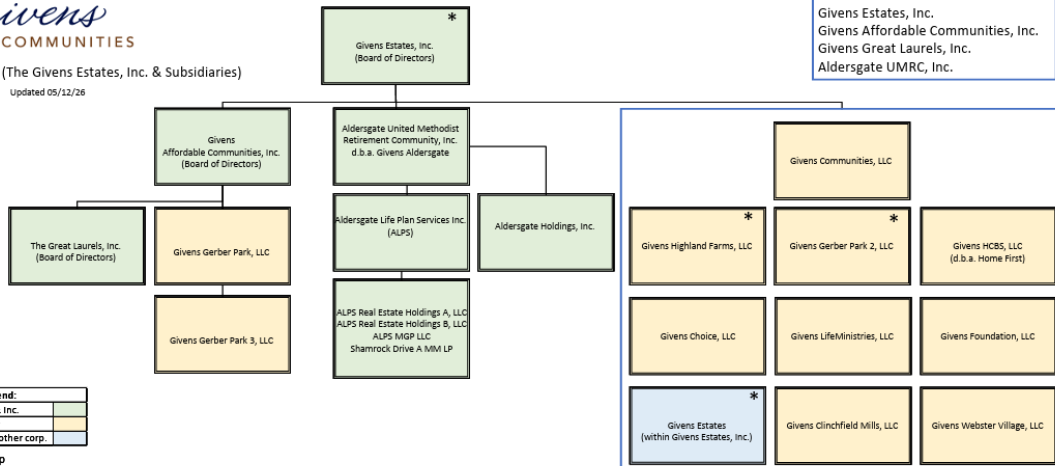 ivens
COMMUNITIES
(The Givens Estates, Inc. & Subsidiaries)
Updated 05/12/26
Givens Estates, Inc.
Givens Affordable Communities, Inc.
Givens Great Laurels, Inc.
Aldersgate UMRC, Inc.
*
Givens Estates, Inc.
(Board of Directors)
Givens
Affordable Communities, Inc.
(Board of Directors)
Aldersgate United Methodist
Retirement Community, Inc.
d.b.a. Givens Aldersgate
Givens Communities, LLC
The Great Laurels, Inc.
(Board of Directors)
Givens Gerber Park, LLC
Aldersgate Life Plan Services Inc.
(ALPS)
Aldersgate Holdings, Inc.
*
Givens Highland Farms, LLC
*
Givens Gerber Park 2, LLC
Givens HCBS, LLC
(d.b.a. Home First)
Givens Gerber Park 3, LLC
ALPS Real Estate Holdings A, LLC
ALPS Real Estate Holdings B, LLC
ALPS MGP LLC
Shamrock Drive A MM LP
Givens Choice, LLC
Givens LifeMinistries, LLC
Givens Foundation, LLC
*
Givens Estates
(within Givens Estates, Inc.)
Givens Clinchfield Mills, LLC
Givens Webster Village, LLC
end:
Inc.
other corp.
p